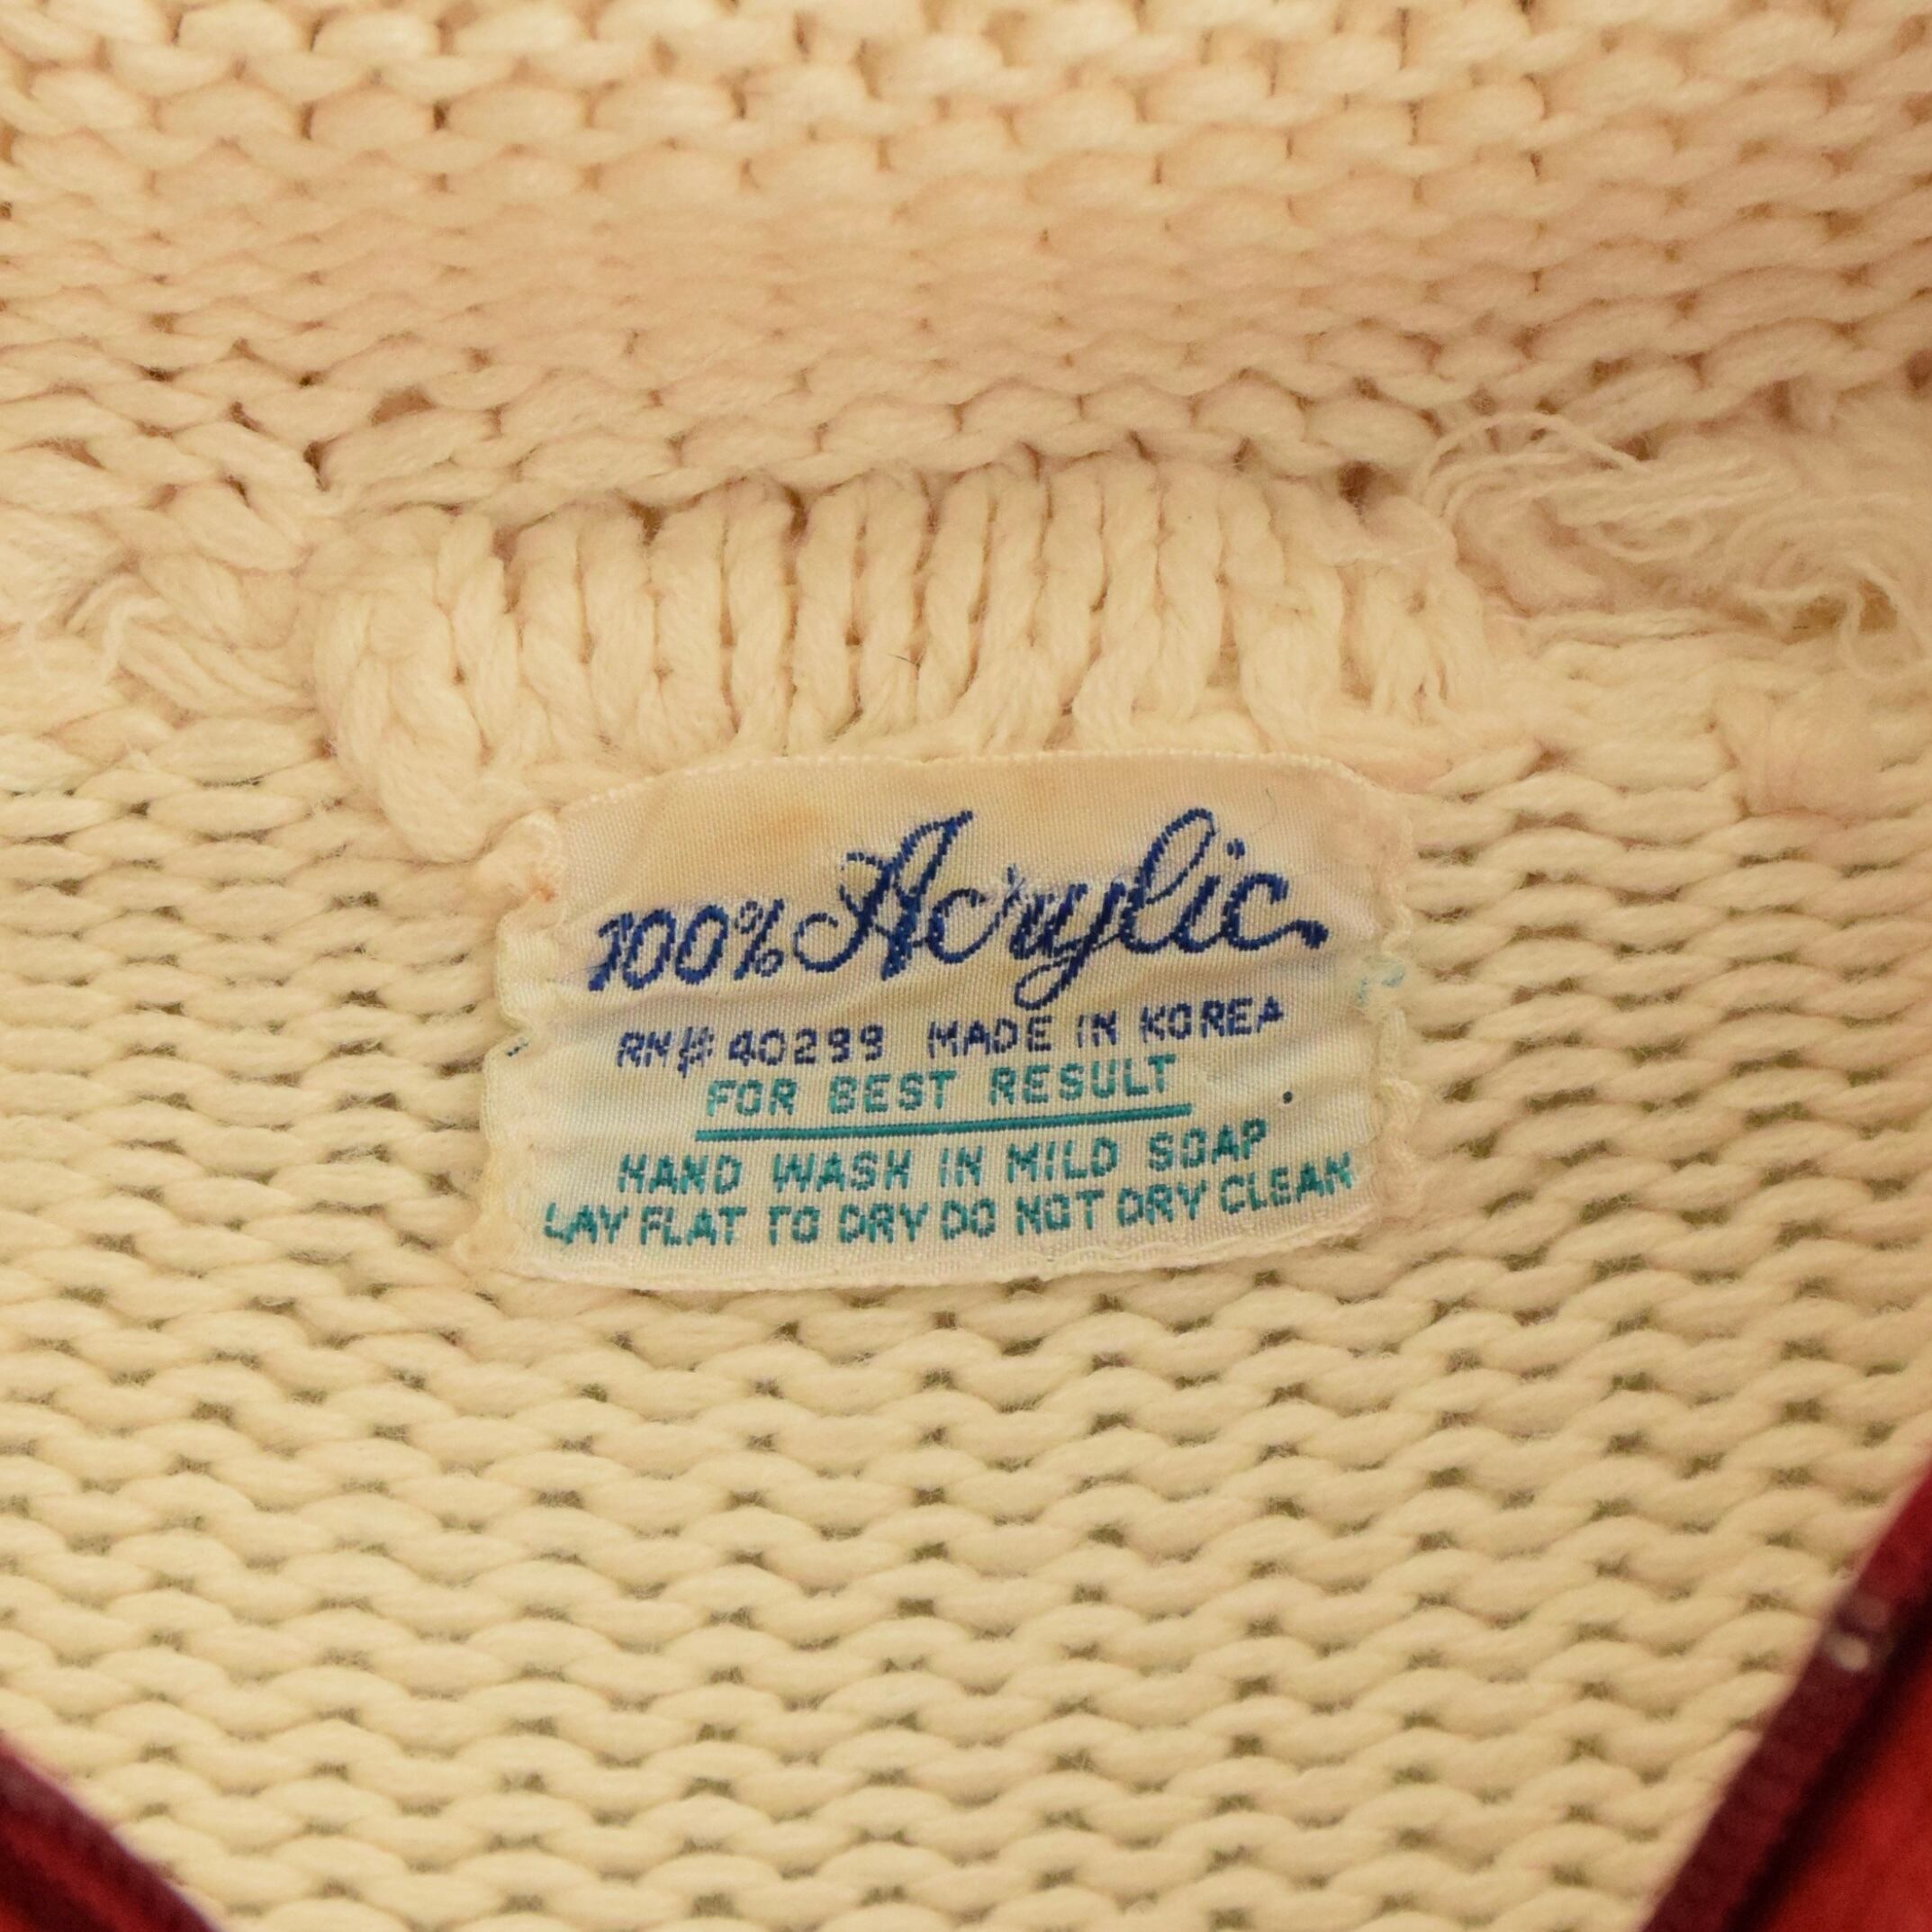 100% Acrylic.
RN# 40299 MADE IN KOREA
FOR BEST RESULT
HAND WASH IN MILD SOAP
LAY FLAT TO DRY DO NOT DRY CLEAN